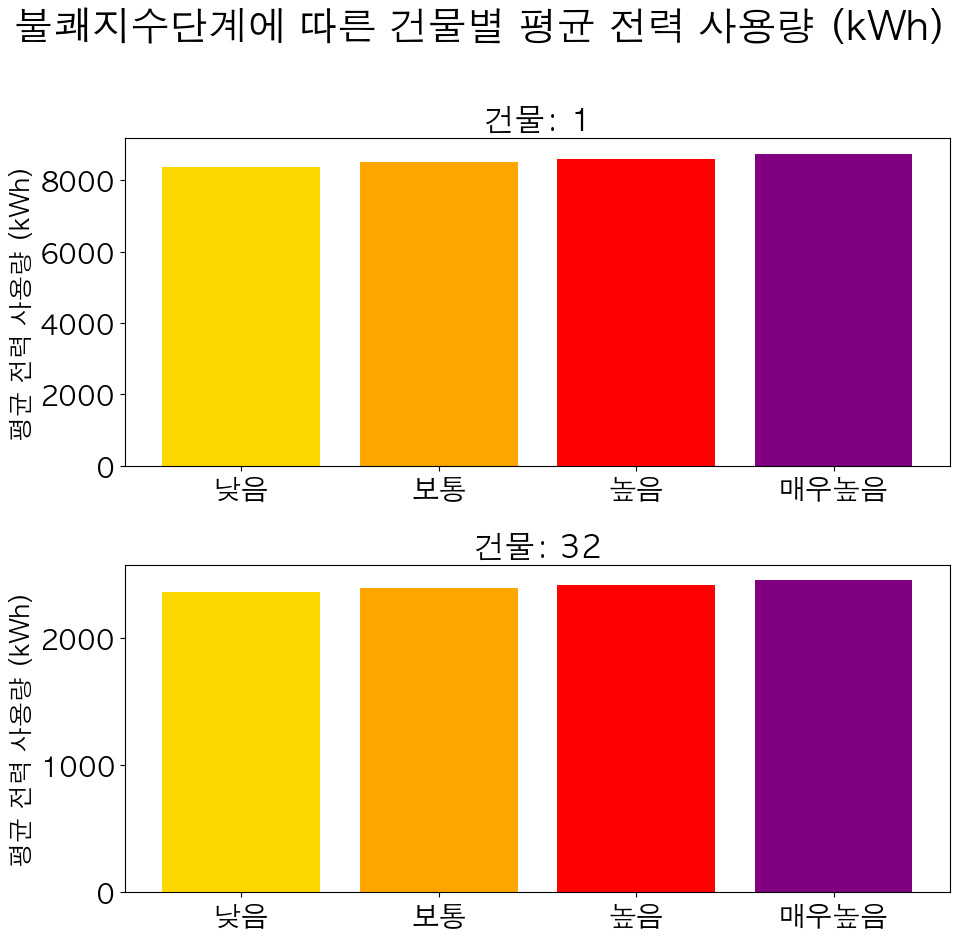 불쾌지수단계에 따른 건물별 평균 전력 사용량 (kWh)
건물: 1
평균 전력 사용량 (kWh)
8000
6000
4000
2000
0
낮음 보통 높음 매우높음
건물: 32
평균 전력 사용량 (kWh)
2000
1000
0
낮음 보통 높음 매우높음